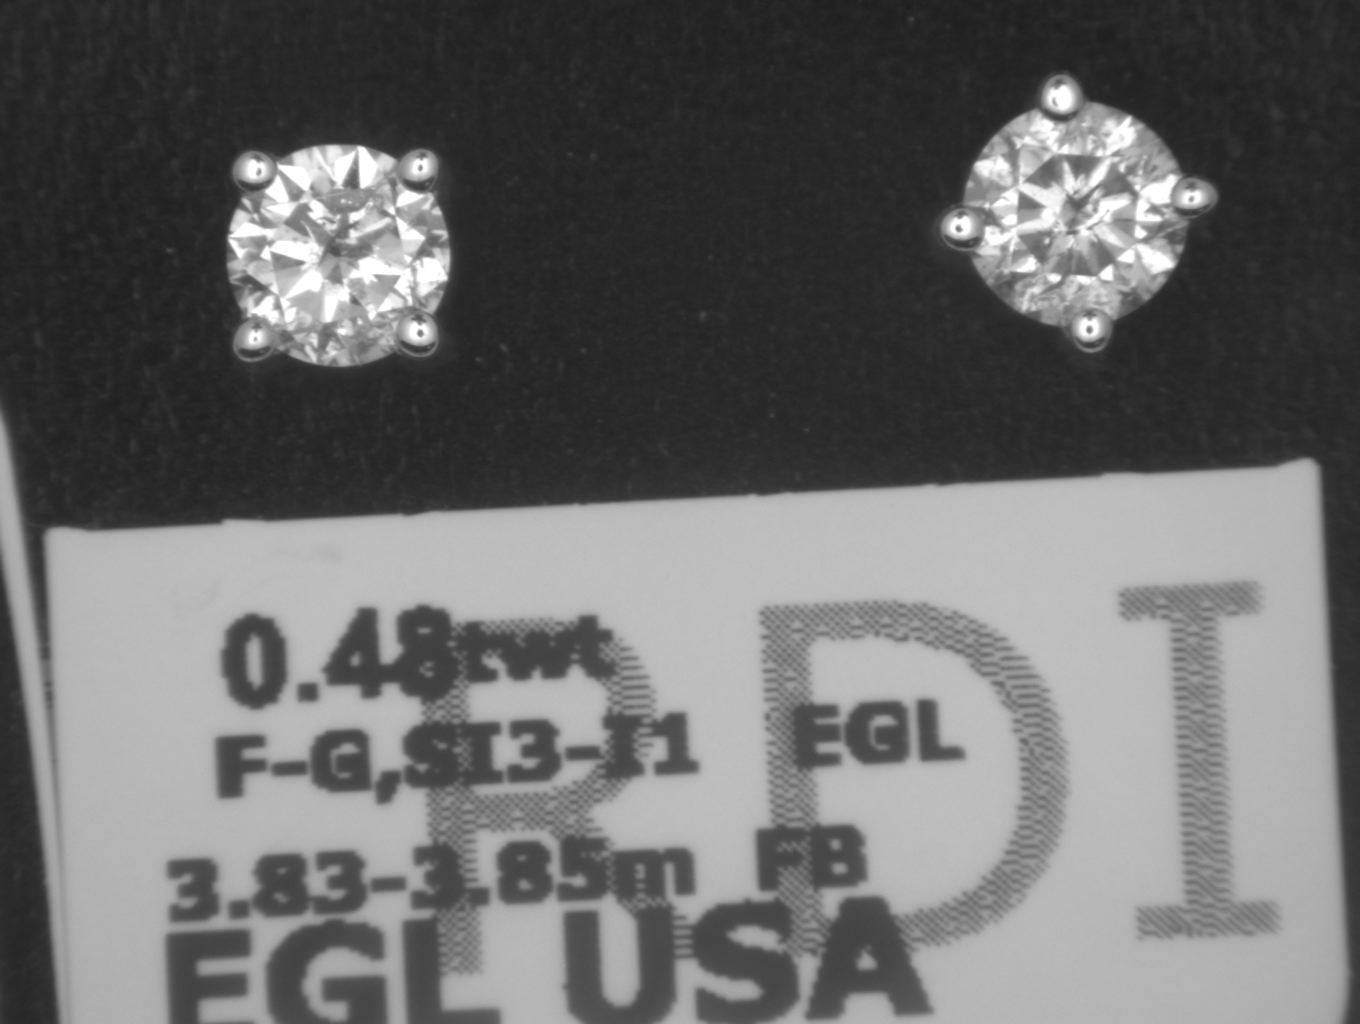 RDI
0.48twt
F-G,SI3-I1 EGL
3.83-3.85m FB
EGL USA